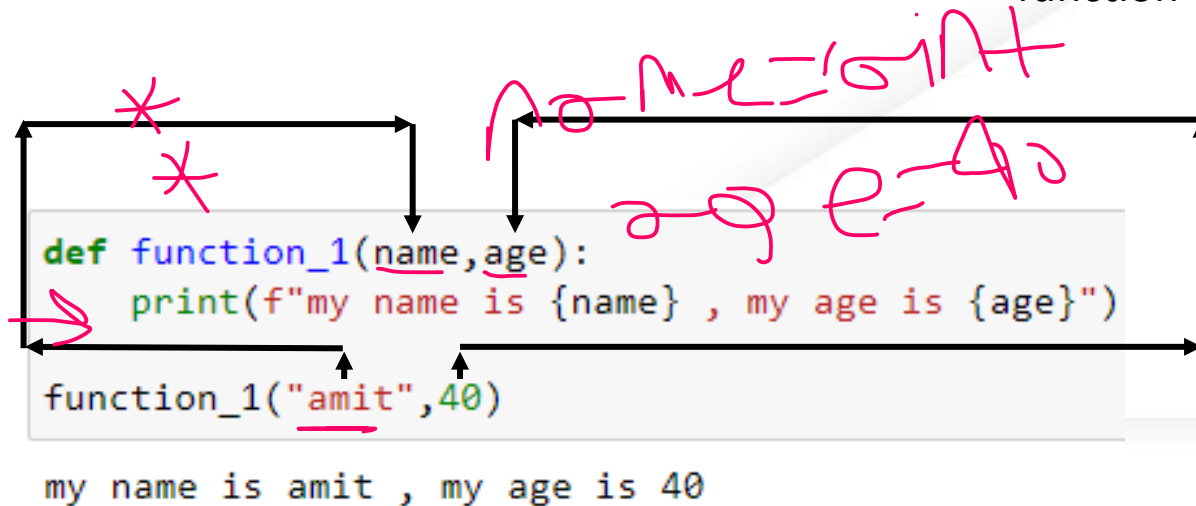 function
name='amit
age=40
def function_1(name,age):
    print(f"my name is {name} , my age is {age}")
function_1("amit",40)
my name is amit , my age is 40